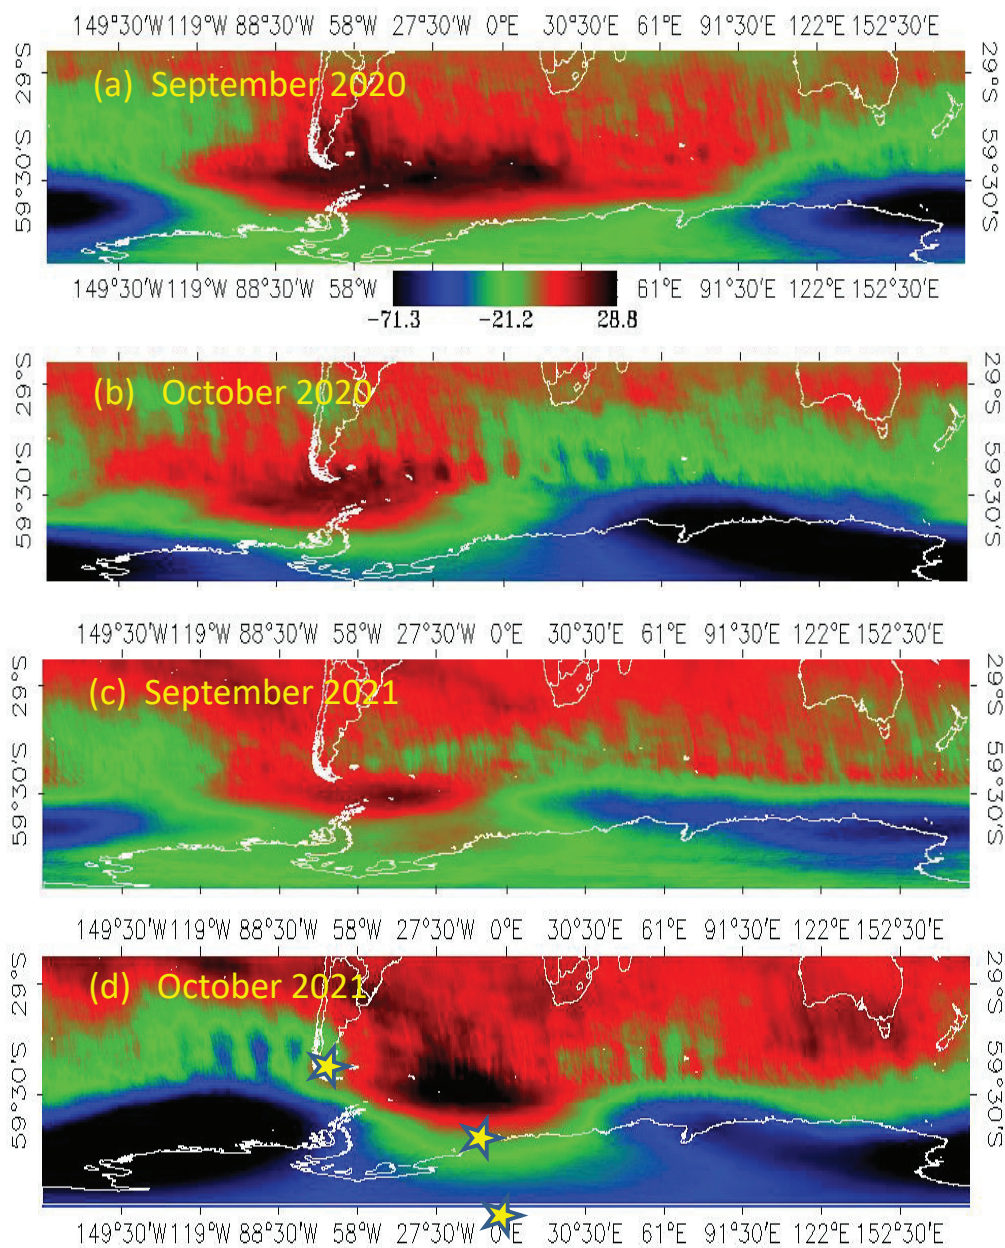 149°30'W 119°W 88°30'W 58°W 27°30'W 0°E 30°30'E 61°E 91°30'E 122°E 152°30'E
29°S 29°S
(a) September 2020
59°30'S 59°30'S
149°30'W 119°W 88°30'W 58°W 61°E 91°30'E 122°E 152°30'E
-71.3 -21.2 28.8
29°S 29°S
(b) October 2020
59°30'S 59°30'S
149°30'W 119°W 88°30'W 58°W 27°30'W 0°E 30°30'E 61°E 91°30'E 122°E 152°30'E
29°S 29°S
(c) September 2021
59°30'S 59°30'S
149°30'W 119°W 88°30'W 58°W 27°30'W 0°E 30°30'E 61°E 91°30'E 122°E 152°30'E
29°S 29°S
(d) October 2021
59°30'S 59°30'S
149°30'W 119°W 88°30'W 58°W 27°30'W 0°E 30°30'E 61°E 91°30'E 122°E 152°30'E